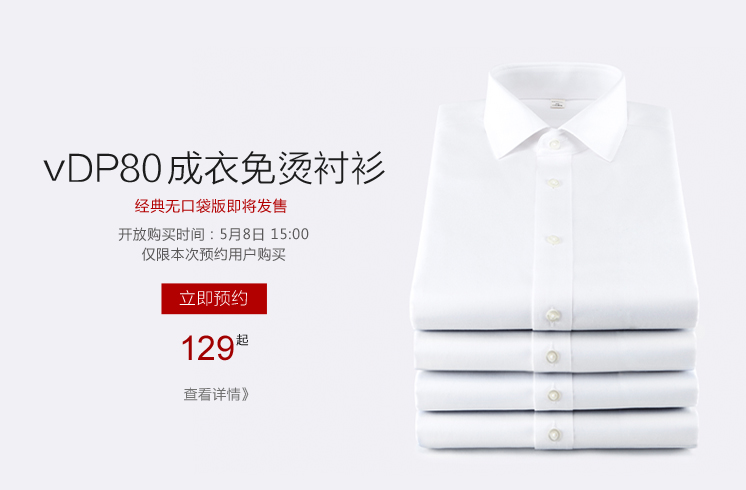 vDP80成衣免烫衬衫
经典无口袋版即将发售
开放购买时间：5月8日 15:00
仅限本次预约用户购买
立即预约
129起
查看详情》